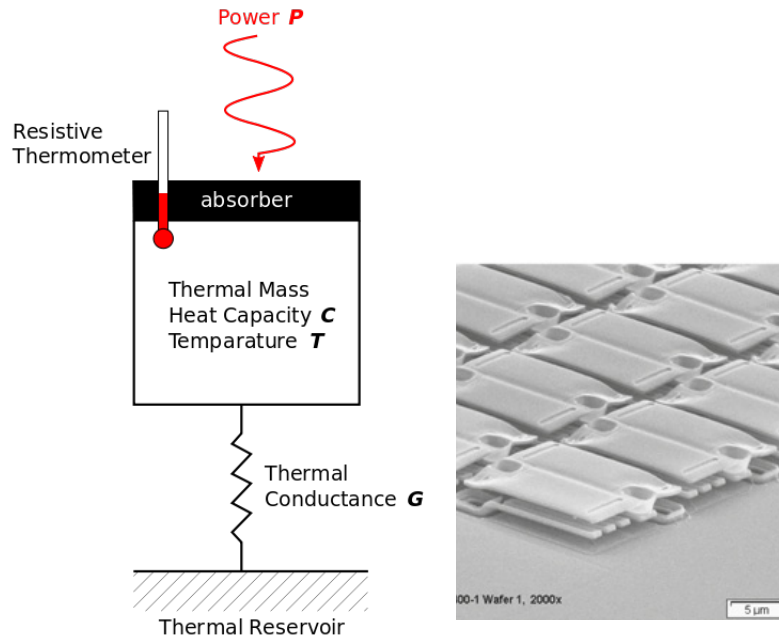 Power P
Resistive
Thermometer
absorber
Thermal Mass
Heat Capacity C
Temparature T
Thermal
Conductance G
Thermal Reservoir
00-1 Wafer 1, 2000x
5 µm